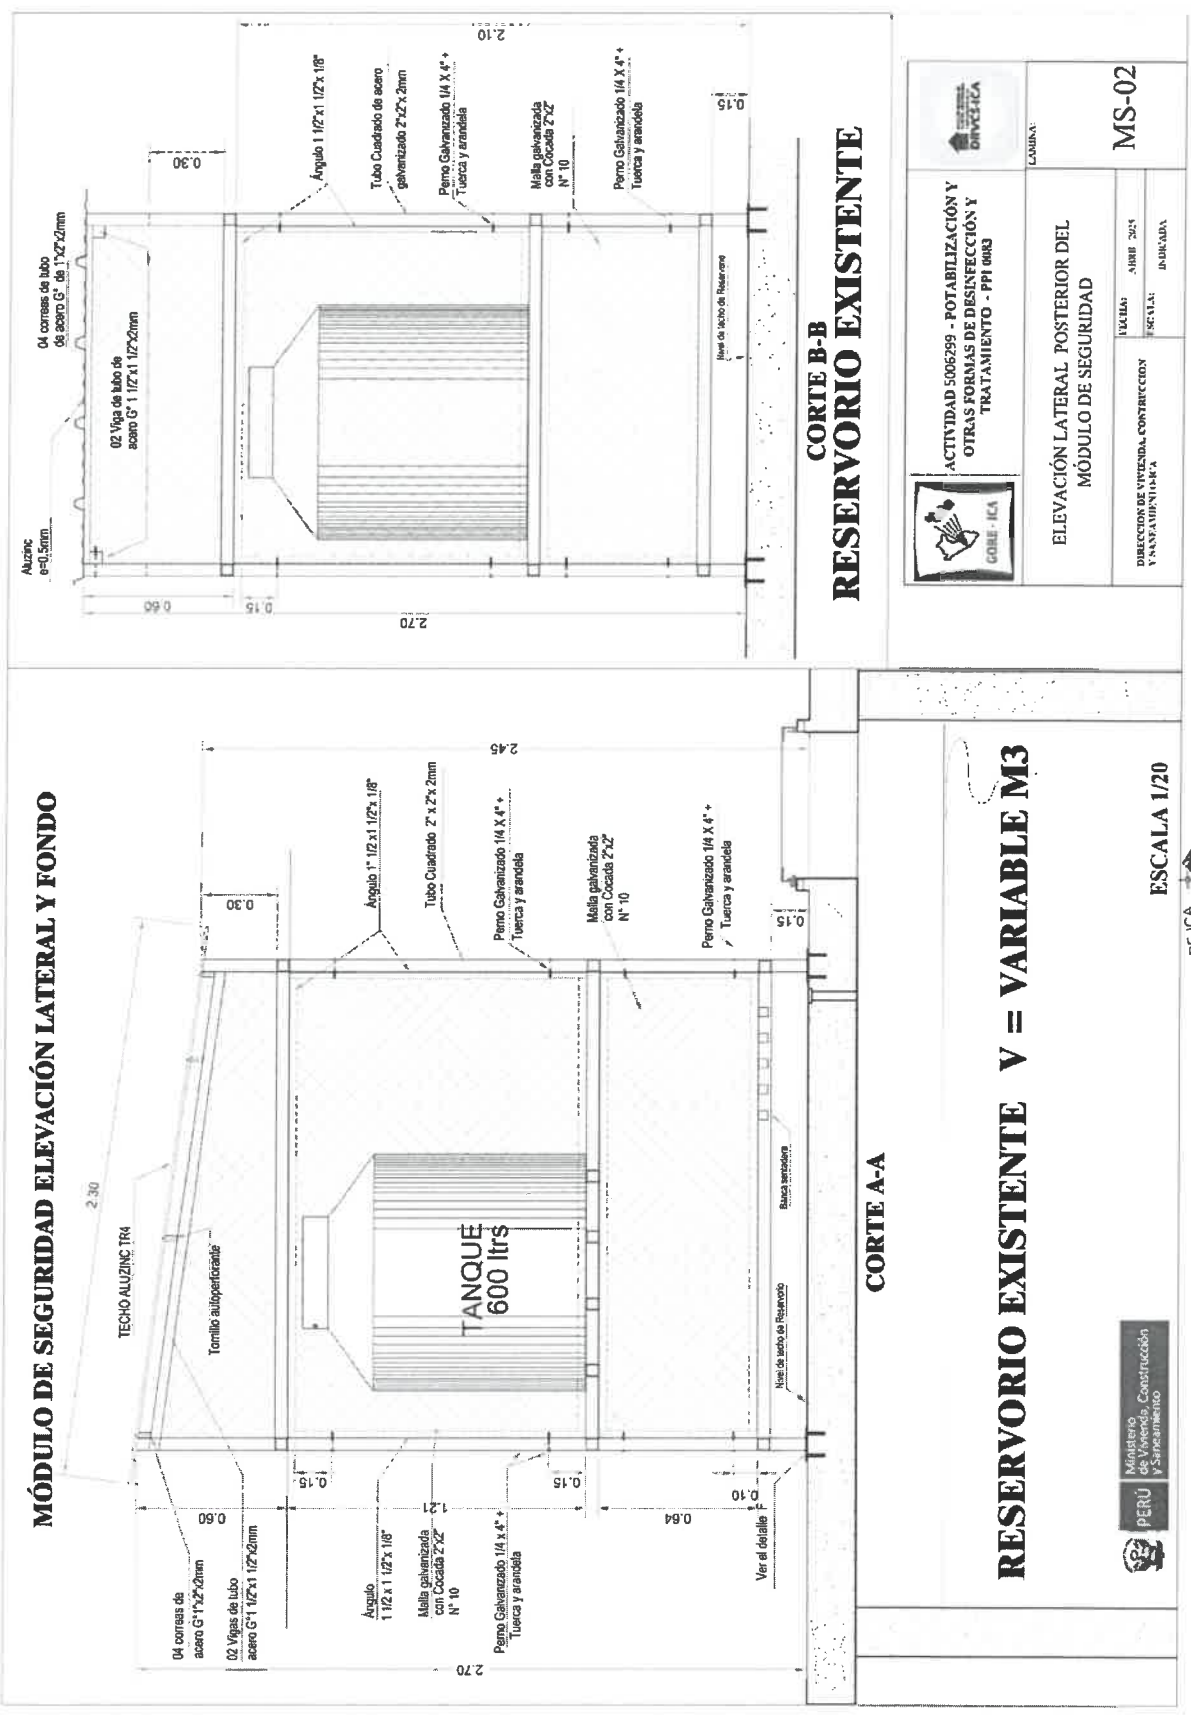 MÓDULO DE SEGURIDAD ELEVACIÓN LATERAL Y FONDO
2.30
TECHO ALUZINC TR4
Tornillo autoperforante
04 correas de
acero G°1"x2"x2mm
02 Vigas de tubo
acero G°1 1/2"x1 1/2"x2mm
Ángulo
1 1/2 x 1 1/2"x 1/8"
Malla galvanizada
con Cocada 2"x2"
N° 10
Perno Galvanizado 1/4 x 4" +
Tuerca y arandela
Ver el detalle F
2.70
0.60
1.21
0.64
0.15
0.15
0.10
TANQUE
600 ltrs
Nivel de techo de Reservorio
Banca sentadera
0.30
2.45
0.15
Ángulo 1" 1/2 x1 1/2"x 1/8"
Tubo Cuadrado 2" x 2"x 2mm
Perno Galvanizado 1/4 X 4" +
Tuerca y arandela
Malla galvanizada
con Cocada 2"x2"
N° 10
Perno Galvanizado 1/4 X 4" +
Tuerca y arandela
CORTE A-A
RESERVORIO EXISTENTE V = VARIABLE M3
ESCALA 1/20
PERÚ
Ministerio
de Vivienda, Construcción
y Saneamiento
DE ICA
Aluzinc
e=0.5mm
02 Viga de tubo de
acero G° 1 1/2"x1 1/2"x2mm
04 correas de tubo
de acero G° de 1"x2"x2mm
0.60
0.15
2.70
0.30
2.10
0.15
Ángulo 1 1/2"x1 1/2"x 1/8"
Tubo Cuadrado de acero
galvanizado 2"x2"x 2mm
Perno Galvanizado 1/4 X 4" +
Tuerca y arandela
Malla galvanizada
con Cocada 2"x2"
N° 10
Perno Galvanizado 1/4 X 4" +
Tuerca y arandela
Nivel de techo de Reservorio
CORTE B-B
RESERVORIO EXISTENTE
GORE - ICA
ACTIVIDAD 5006299 - POTABILIZACIÓN Y
OTRAS FORMAS DE DESINFECCIÓN Y
TRATAMIENTO - PPI 0083
DRVCS-ICA
ELEVACIÓN LATERAL POSTERIOR DEL
MÓDULO DE SEGURIDAD
LAMINA:
MS-02
DIRECCION DE VIVIENDA, CONTRUCCION
Y SANEAMIENTO-ICA
FECHA:
ESCALA:
INDICADA